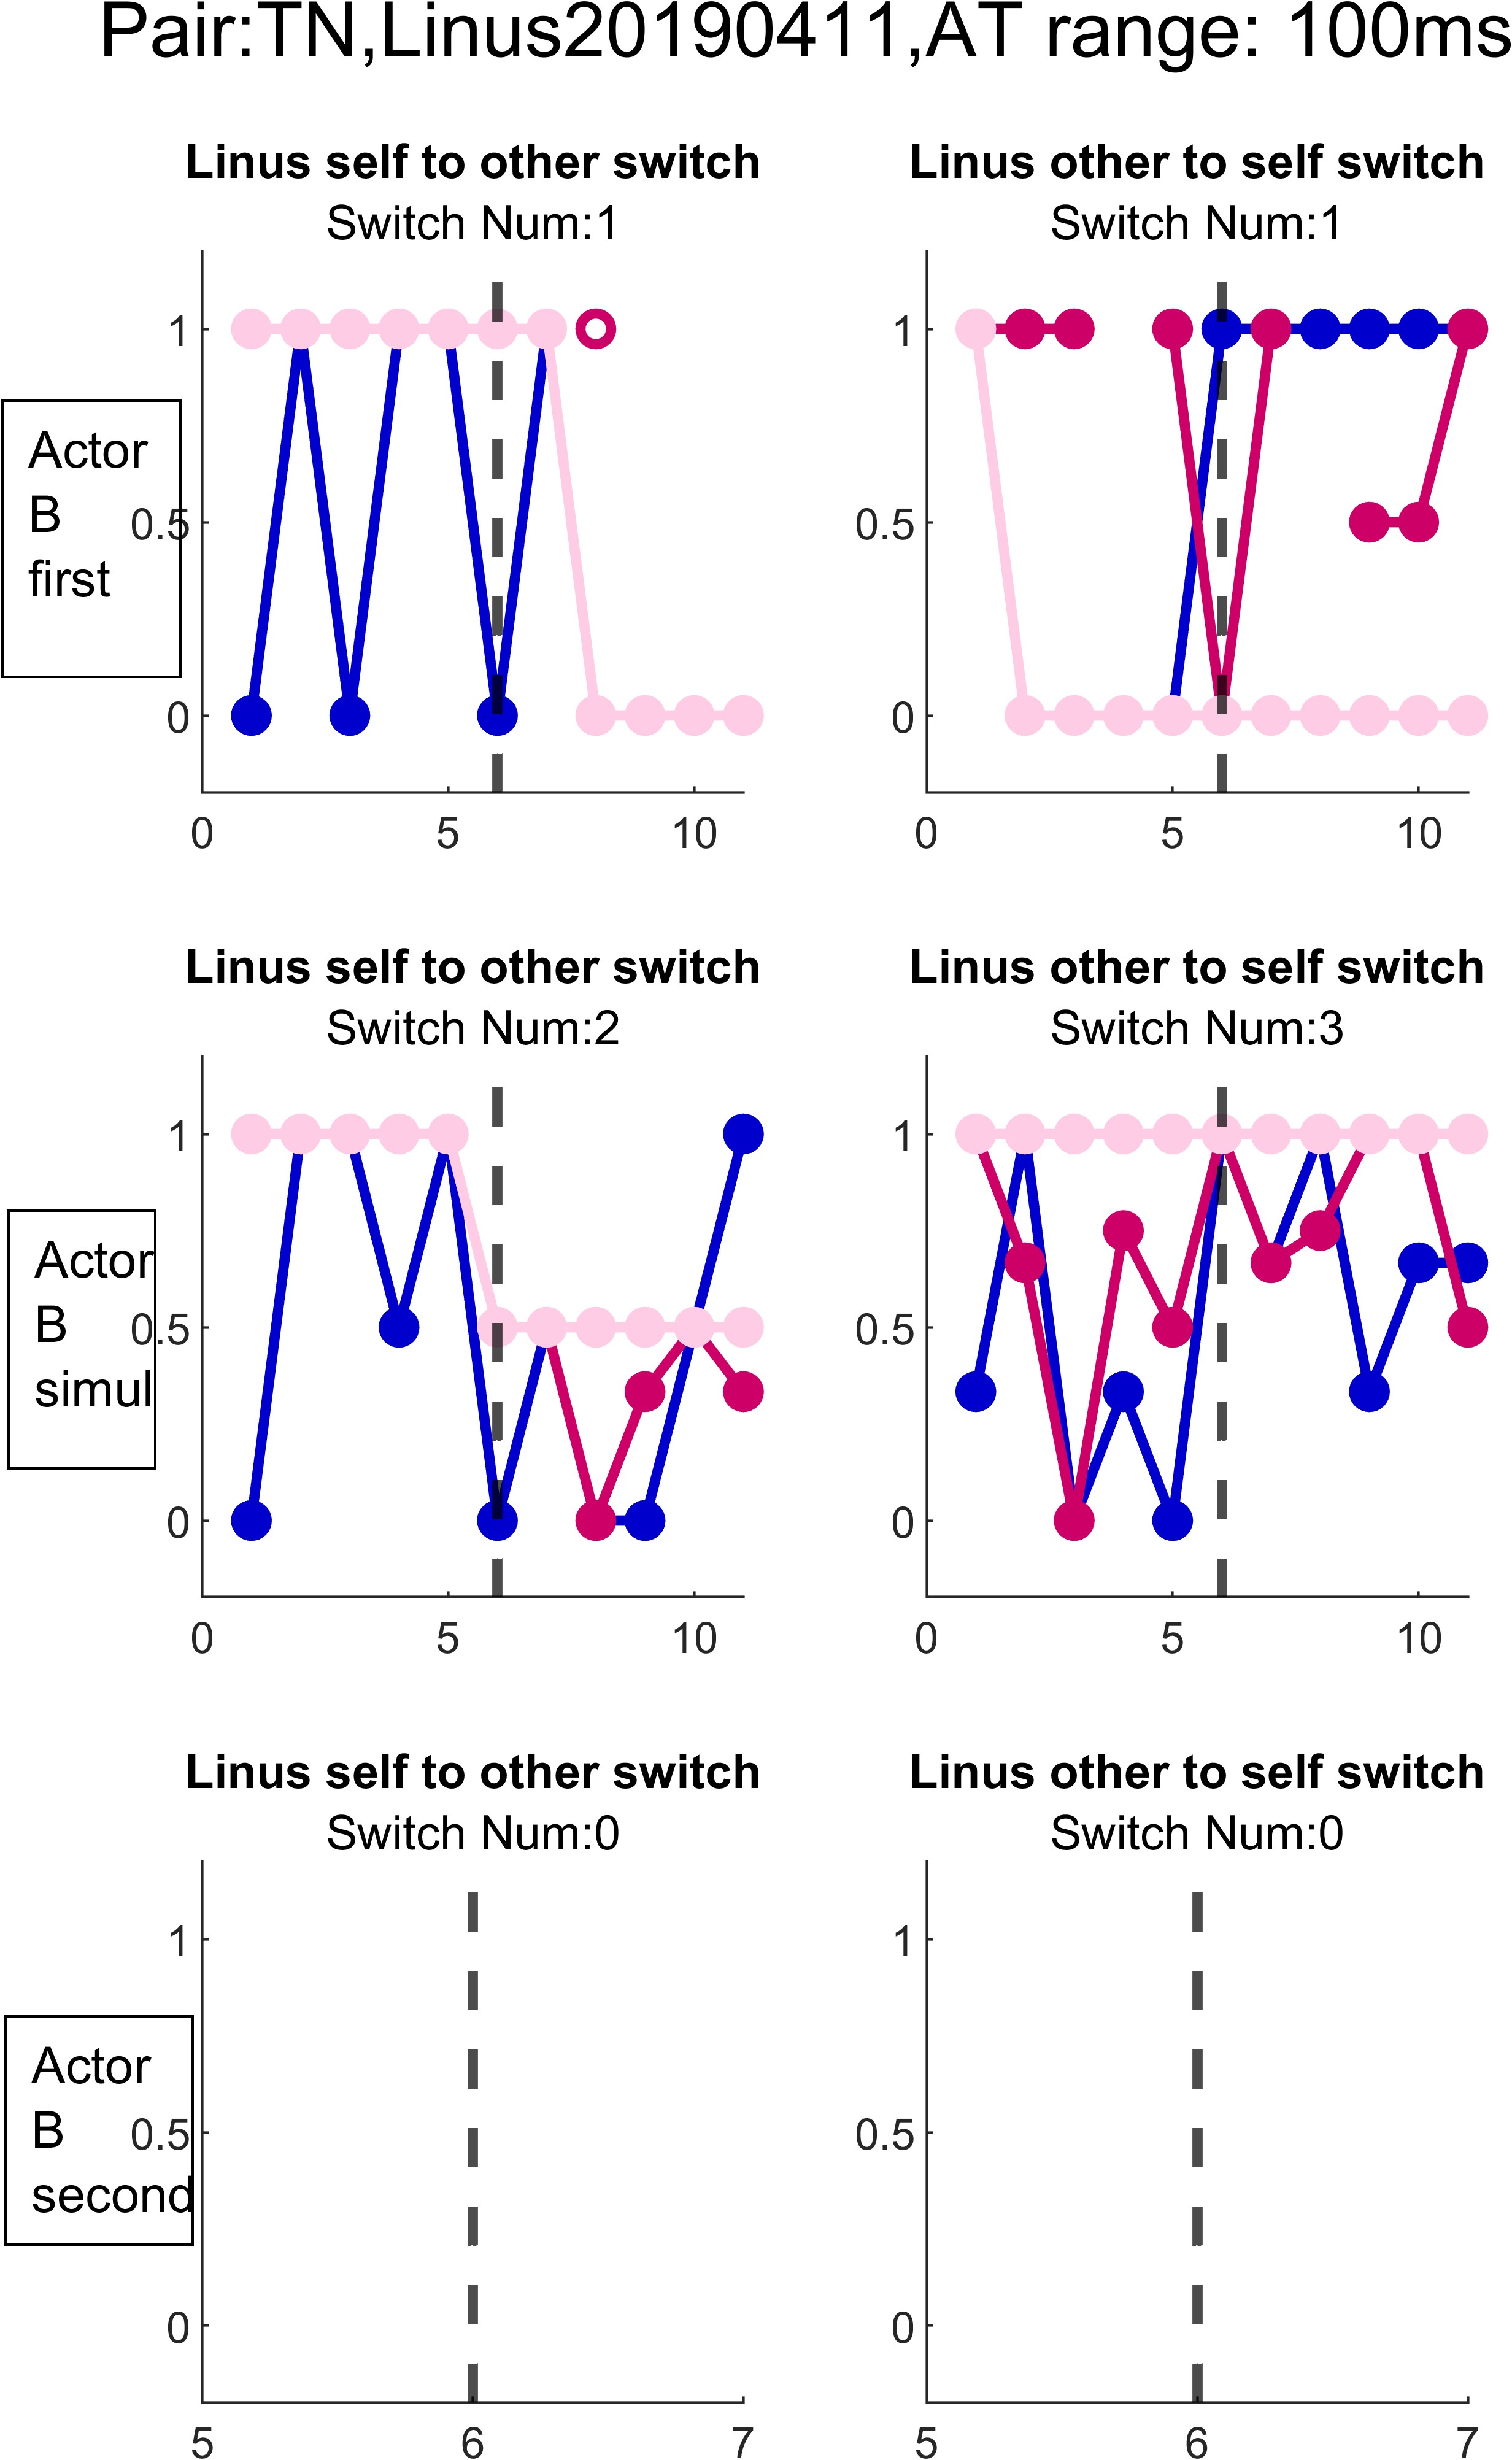 Pair:TN,Linus20190411,AT range: 100ms
Linus self to other switch
Switch Num:1
Linus other to self switch
Switch Num:1
Actor
B
first
1
0.5
0
0
5
10
1
0.5
0
0
5
10
Linus self to other switch
Switch Num:2
Linus other to self switch
Switch Num:3
Actor
B
simul
1
0.5
0
0
5
10
1
0.5
0
0
5
10
Linus self to other switch
Switch Num:0
Linus other to self switch
Switch Num:0
Actor
B
second
1
0.5
0
5
6
7
1
0.5
0
5
6
7